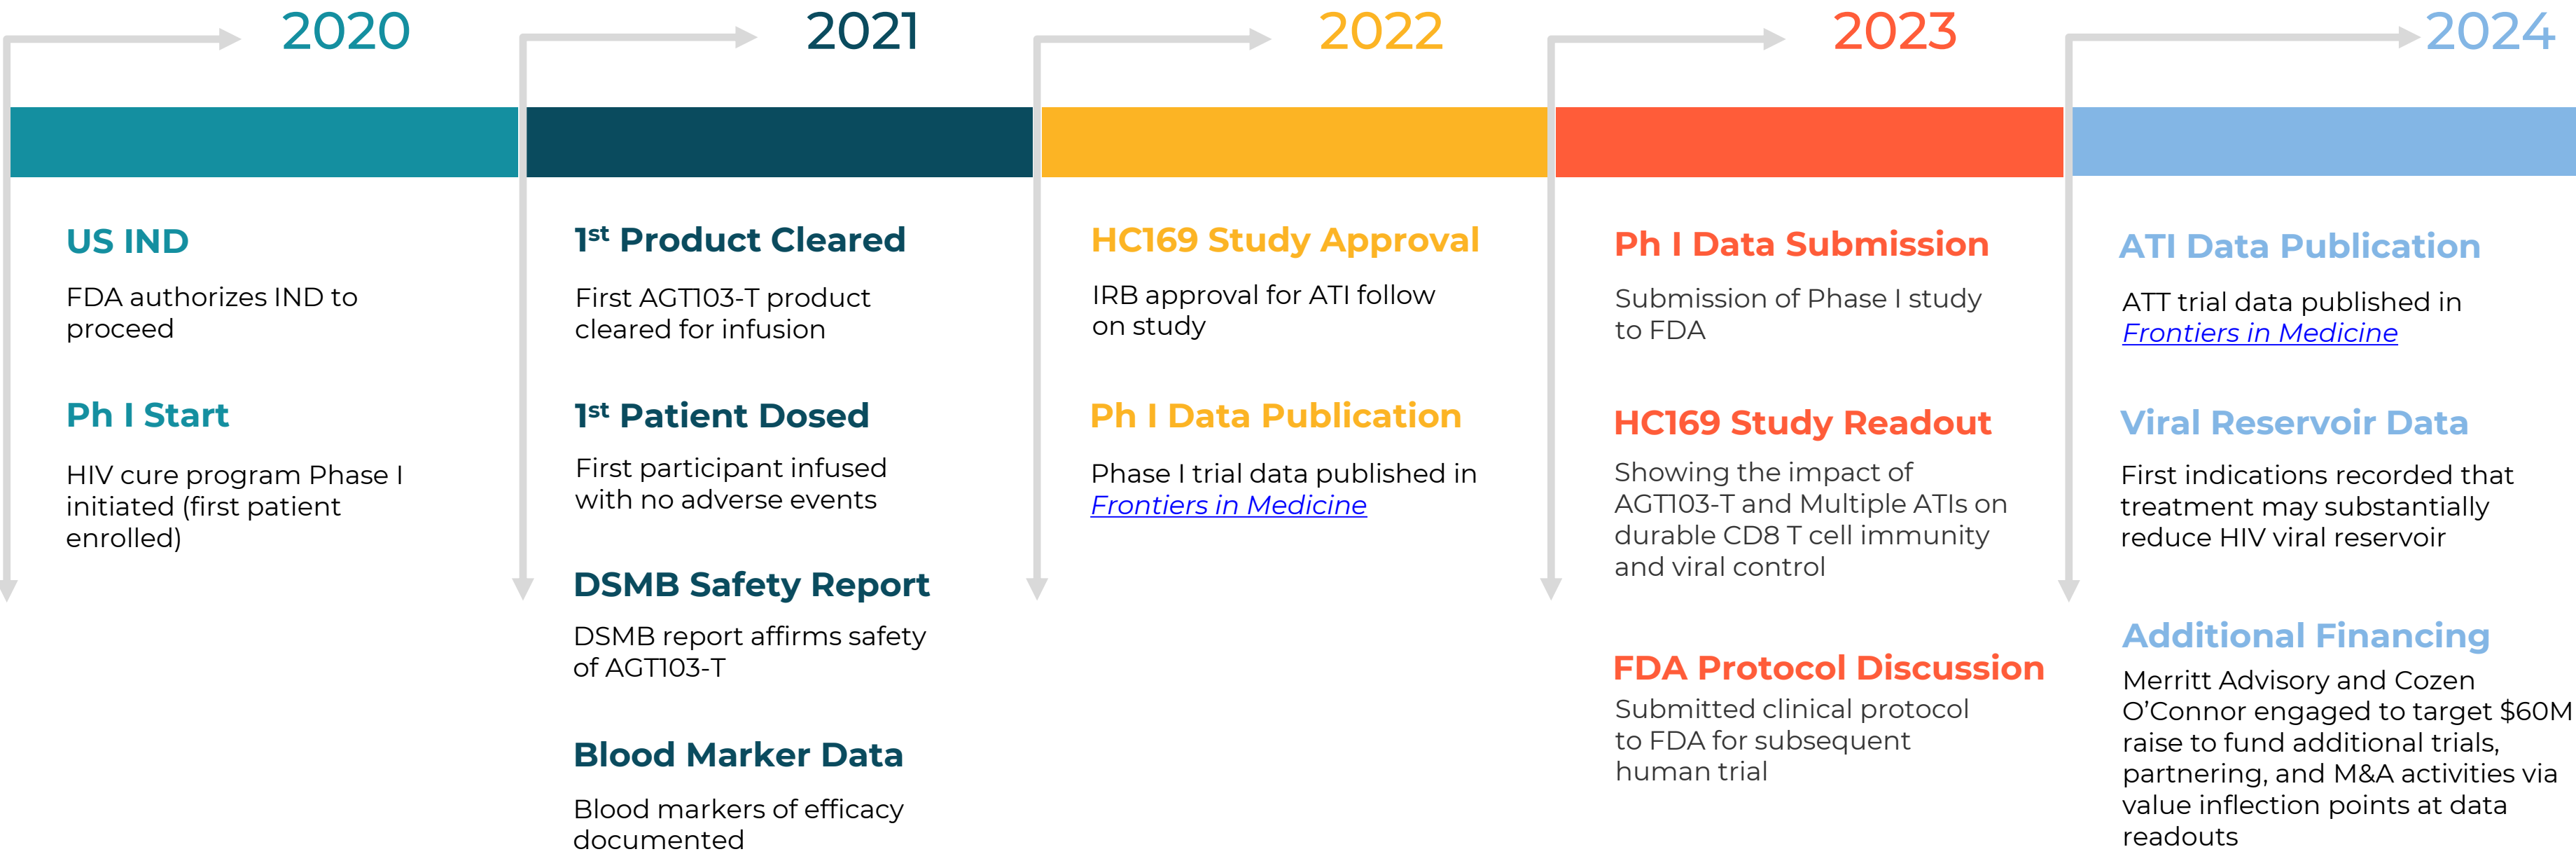 2020
2021
2022
2023
2024
US IND
FDA authorizes IND to
proceed
Ph I Start
HIV cure program Phase I
initiated (first patient
enrolled)
1st Product Cleared
First AGT103-T product
cleared for infusion
1st Patient Dosed
First participant infused
with no adverse events
DSMB Safety Report
DSMB report affirms safety
of AGT103-T
Blood Marker Data
Blood markers of efficacy
documented
HC169 Study Approval
IRB approval for ATI follow
on study
Ph I Data Publication
Phase I trial data published in
Frontiers in Medicine
Ph I Data Submission
Submission of Phase I study
to FDA
HC169 Study Readout
Showing the impact of
AGT103-T and Multiple ATIs on
durable CD8 T cell immunity
and viral control
FDA Protocol Discussion
Submitted clinical protocol
to FDA for subsequent
human trial
ATI Data Publication
ATT trial data published in
Frontiers in Medicine
Viral Reservoir Data
First indications recorded that
treatment may substantially
reduce HIV viral reservoir
Additional Financing
Merritt Advisory and Cozen
O’Connor engaged to target $60M
raise to fund additional trials,
partnering, and M&A activities via
value inflection points at data
readouts